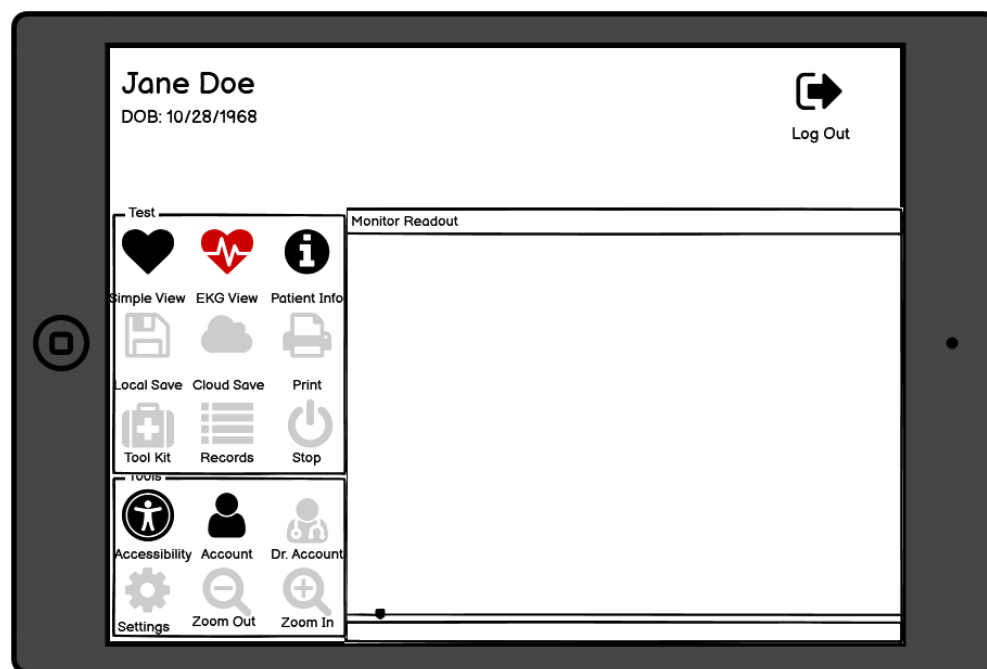 Jane Doe
DOB: 10/28/1968
Log Out
Test
Monitor Readout
Simple View EKG View Patient Info
Local Save Cloud Save Print
Tool Kit Records Stop
Tools
Accessibility Account Dr. Account
Settings Zoom Out Zoom In